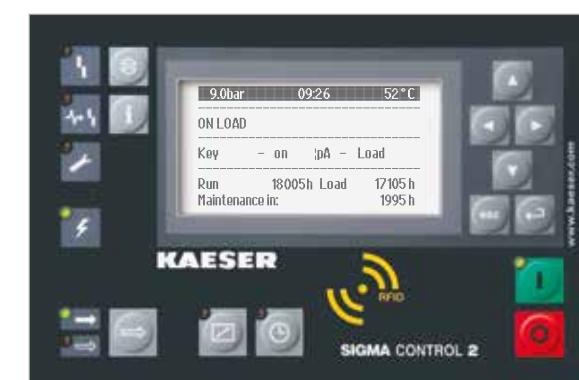 9.0bar 09:26 52°C
ON LOAD
Key - on ¦pA - Load
Run 18005h Load 17105h
Maintenance in: 1995h
esc
KAESER
RFID
SIGMA CONTROL 2
I
www.kaeser.com